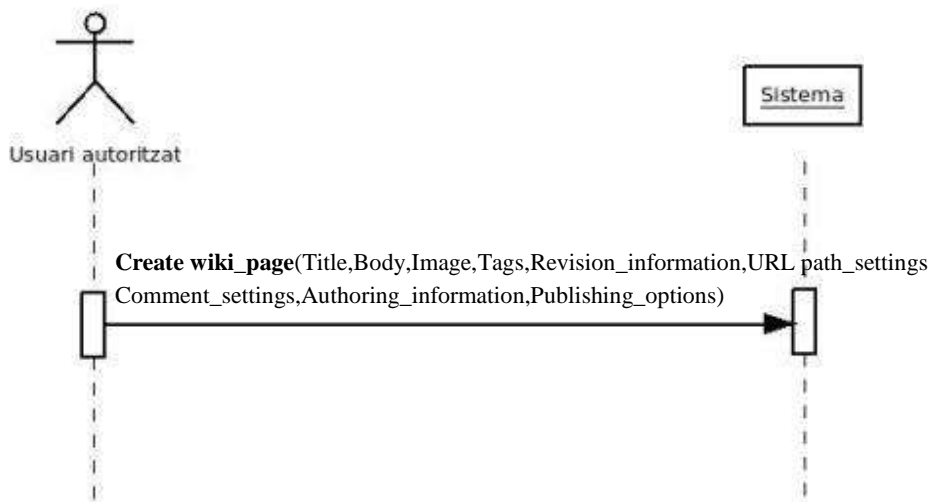 Sistema
Usuari autoritzat
Create wiki_page(Title,Body,Image,Tags,Revision_information,URL path_settings
Comment_settings,Authoring_information,Publishing_options)